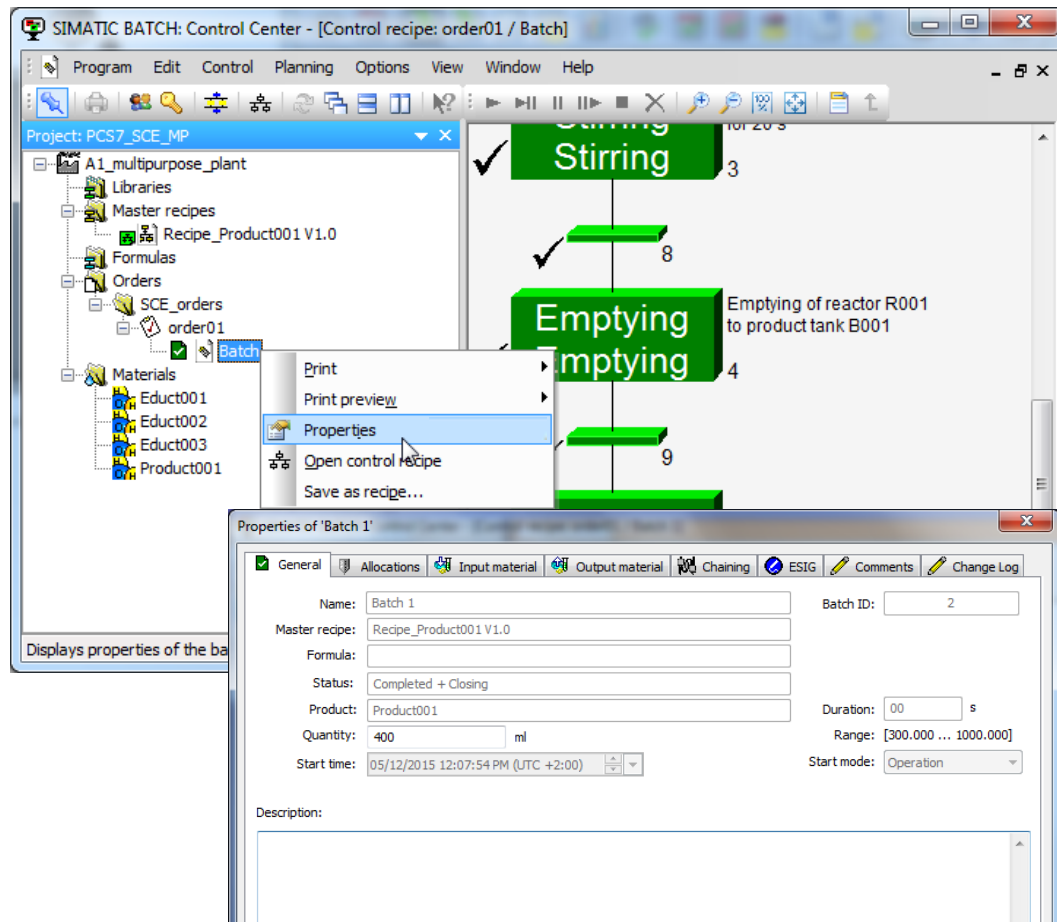 SIMATIC BATCH: Control Center - [Control recipe: order01 / Batch]
Program Edit Control Planning Options View Window Help
Project: PCS7_SCE_MP
A1_multipurpose_plant
Libraries
Master recipes
Recipe_Product001 V1.0
Formulas
Orders
SCE_orders
order01
Batch
Materials
Educt001
Educt002
Educt003
Product001
Displays properties of the ba
Stirring
for 20 s
Stirring
3
8
Emptying
Emptying of reactor R001
to product tank B001
Emptying
4
9
Print
Print preview
Properties
Open control recipe
Save as recipe...
Properties of 'Batch 1'
General Allocations Input material Output material Chaining ESIG Comments Change Log
Name: Batch 1 Batch ID: 2
Master recipe: Recipe_Product001 V1.0
Formula:
Status: Completed + Closing
Product: Product001 Duration: 00 s
Quantity: 400 ml Range: [300.000 ... 1000.000]
Start time: 05/12/2015 12:07:54 PM (UTC +2:00) Start mode: Operation
Description: